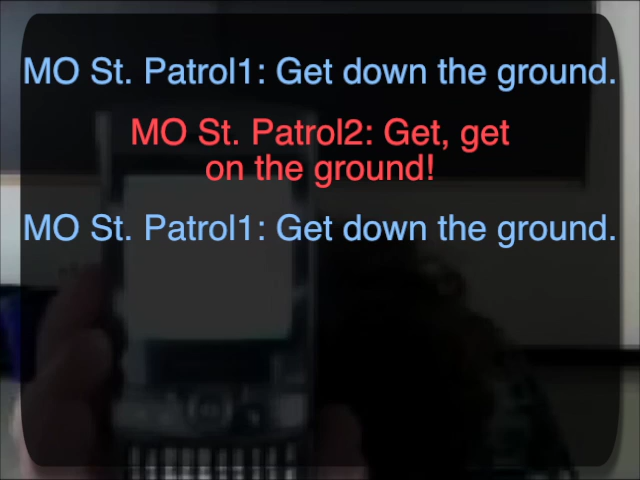 MO St. Patrol1: Get down the ground.
MO St. Patrol2: Get, get
on the ground!
MO St. Patrol1: Get down the ground.